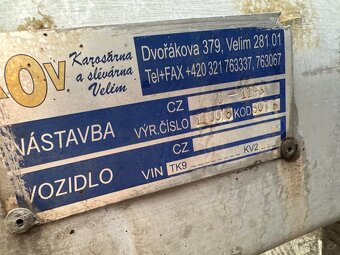 OV
Karosárna
a slévárna
Velim
Dvořákova 379, Velim 281 01
Tel+FAX +420 321 763337, 763067
CZ
NÁSTAVBA VÝR.ČÍSLO KOD
CZ
VOZIDLO VIN TK9 KV2